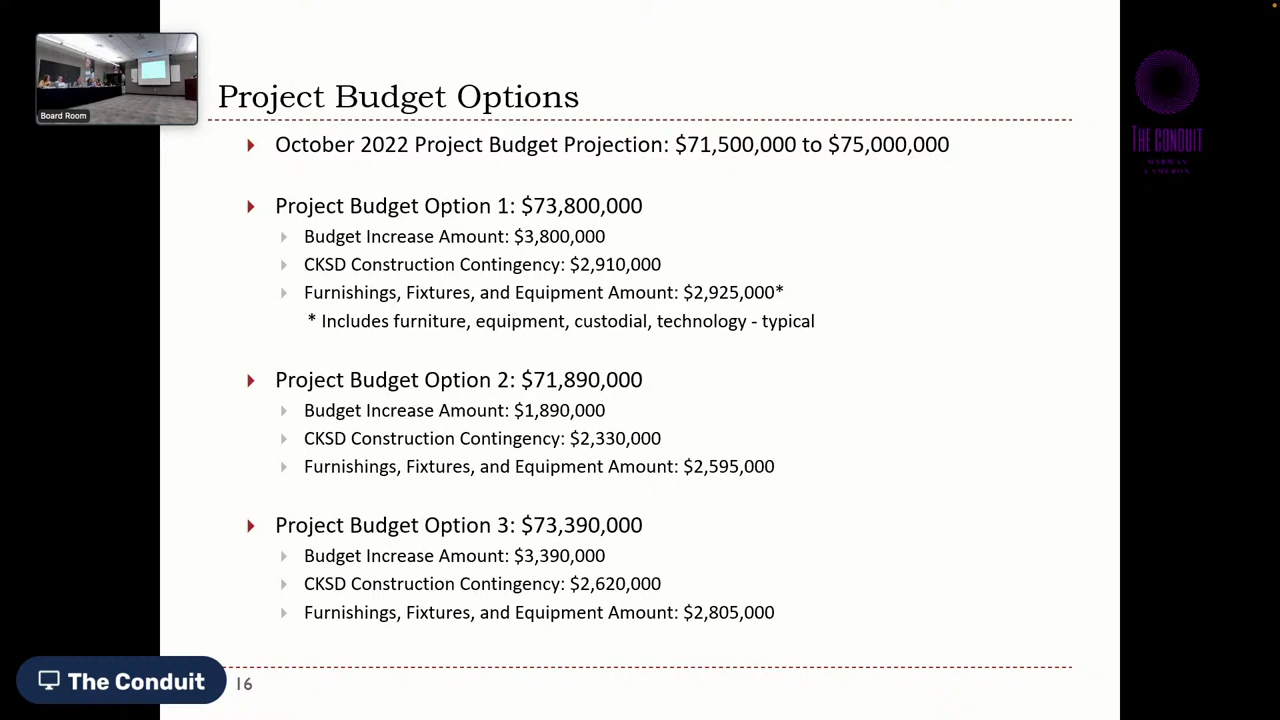 Board Room
Project Budget Options
October 2022 Project Budget Projection: $71,500,000 to $75,000,000
Project Budget Option 1: $73,800,000
Budget Increase Amount: $3,800,000
CKSD Construction Contingency: $2,910,000
Furnishings, Fixtures, and Equipment Amount: $2,925,000*
* Includes furniture, equipment, custodial, technology - typical
Project Budget Option 2: $71,890,000
Budget Increase Amount: $1,890,000
CKSD Construction Contingency: $2,330,000
Furnishings, Fixtures, and Equipment Amount: $2,595,000
Project Budget Option 3: $73,390,000
Budget Increase Amount: $3,390,000
CKSD Construction Contingency: $2,620,000
Furnishings, Fixtures, and Equipment Amount: $2,805,000
The Conduit
16
THE CONDUIT
MARWAN
CAMERON